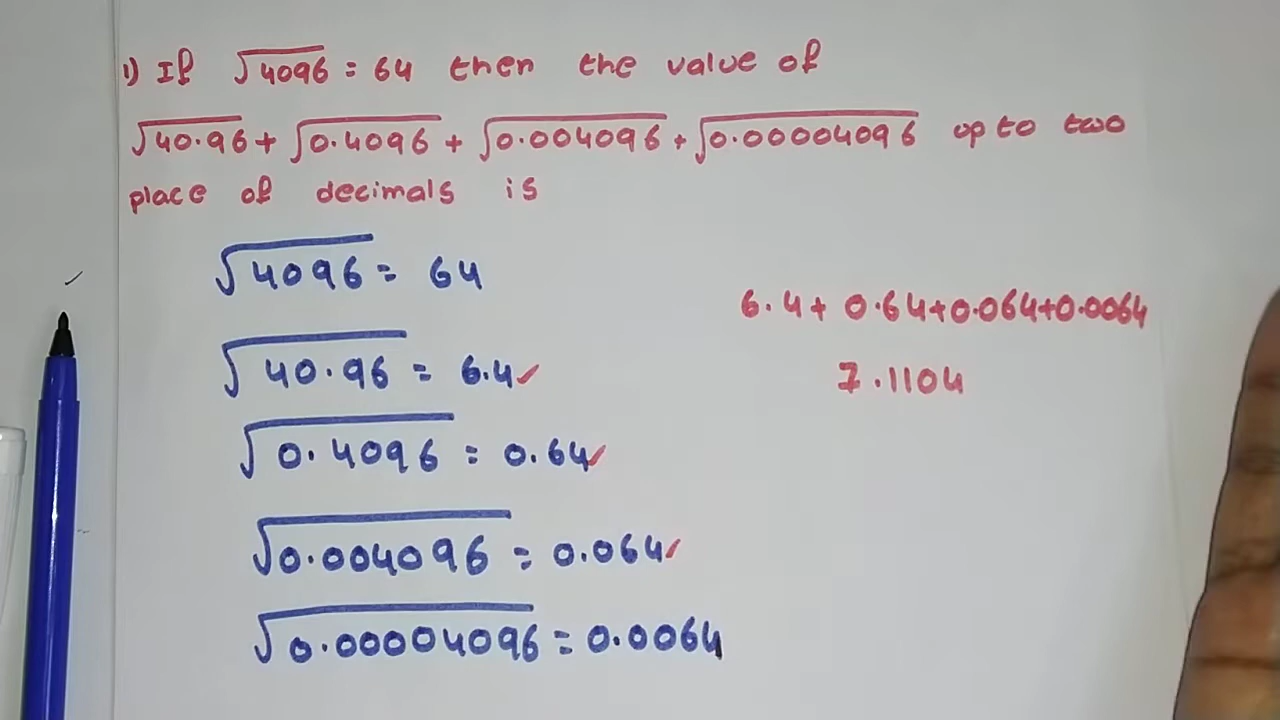 1) If √4096 = 64 then the value of
√40.96 + √0.4096 + √0.004096 + √0.00004096 up to two
place of decimals is
√4096 = 64
√40.96 = 6.4✓
√0.4096 = 0.64✓
√0.004096 = 0.064✓
√0.00004096 = 0.0064
6.4+ 0.64+0.064+0.0064
7.1104